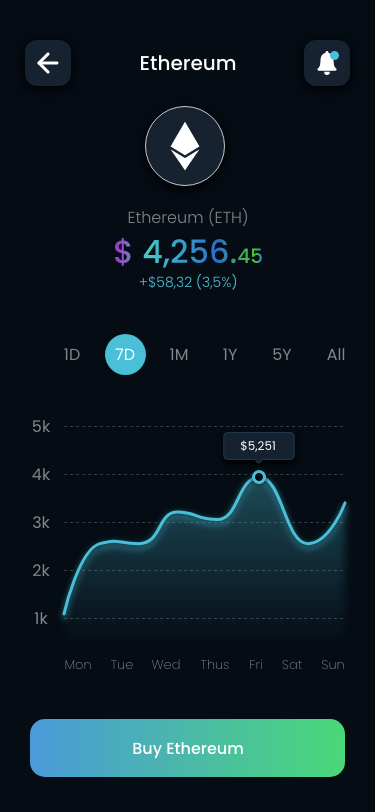 Ethereum
Ethereum (ETH)
$ 4,256.45
+$58,32 (3,5%)
1D 7D 1M 1Y 5Y All
5k
$5,251
4k
3k
2k
1k
Mon Tue Wed Thus Fri Sat Sun
Buy Ethereum